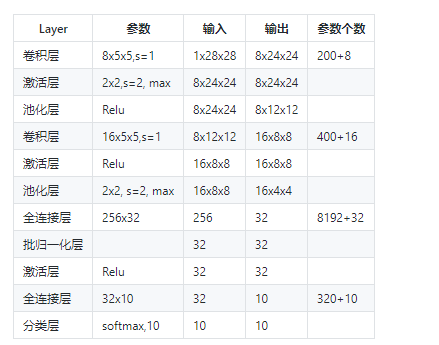 Layer 参数 输入 输出 参数个数
卷积层 8x5x5,s=1 1x28x28 8x24x24 200+8
激活层 2x2,s=2, max 8x24x24 8x24x24
池化层 Relu 8x24x24 8x12x12
卷积层 16x5x5,s=1 8x12x12 16x8x8 400+16
激活层 Relu 16x8x8 16x8x8
池化层 2x2, s=2, max 16x8x8 16x4x4
全连接层 256x32 256 32 8192+32
批归一化层 32 32
激活层 Relu 32 32
全连接层 32x10 32 10 320+10
分类层 softmax,10 10 10